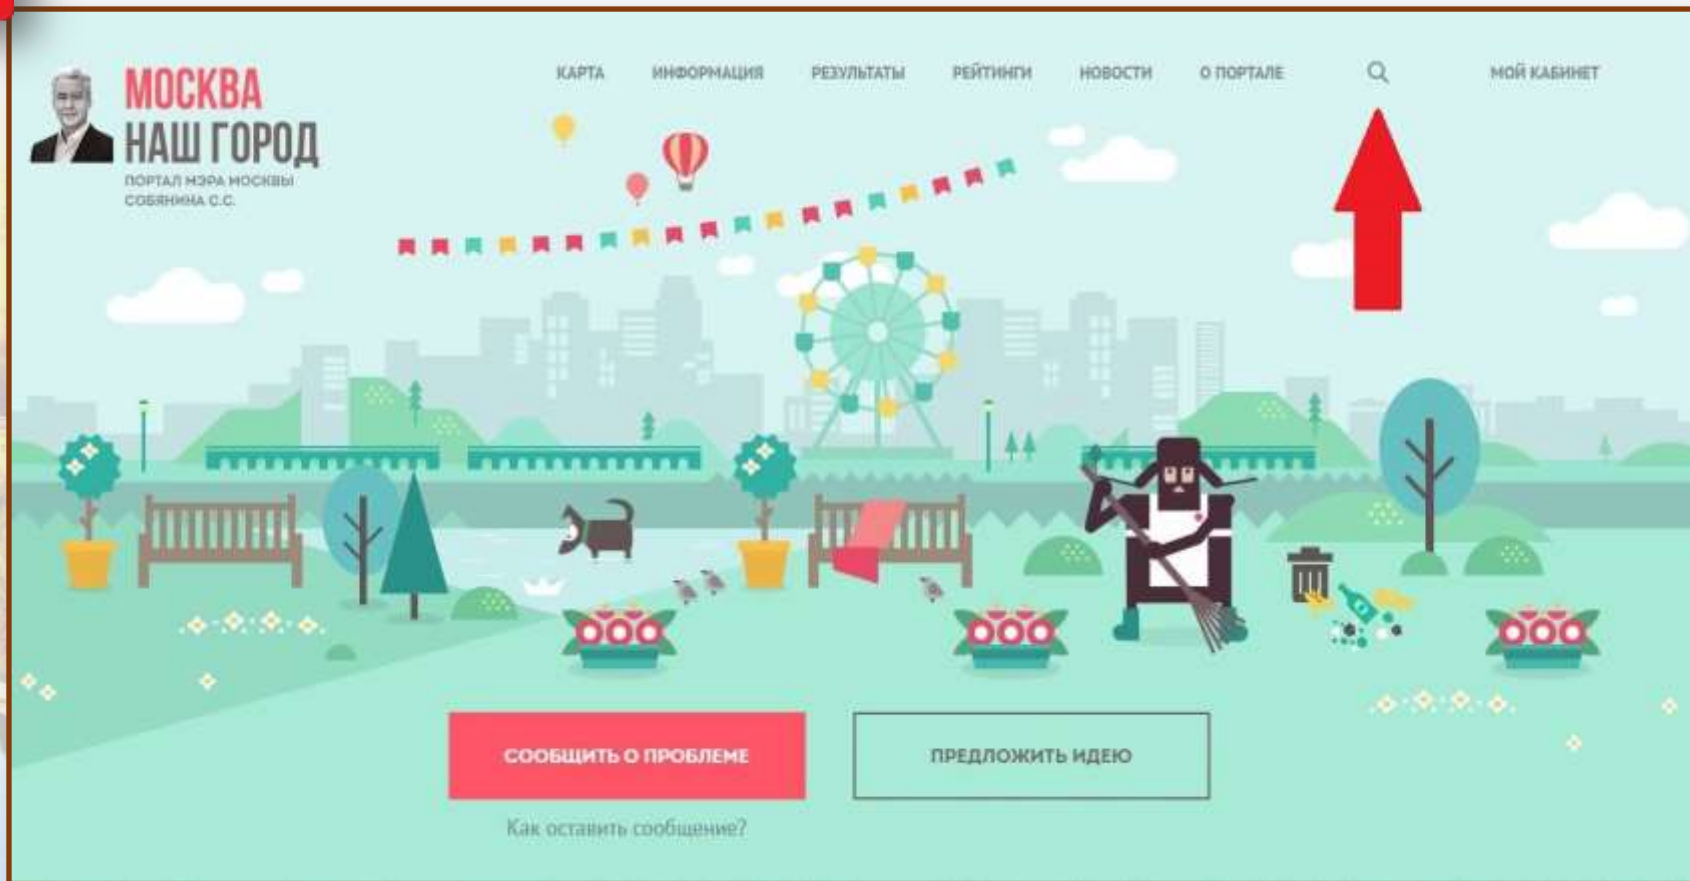 МОСКВА
НАШ ГОРОД
ПОРТАЛ МЭРА МОСКВЫ
СОБЯНИНА С.С.
КАРТА ИНФОРМАЦИЯ РЕЗУЛЬТАТЫ РЕЙТИНГИ НОВОСТИ О ПОРТАЛЕ МОЙ КАБИНЕТ
СООБЩИТЬ О ПРОБЛЕМЕ ПРЕДЛОЖИТЬ ИДЕЮ
Как оставить сообщение?